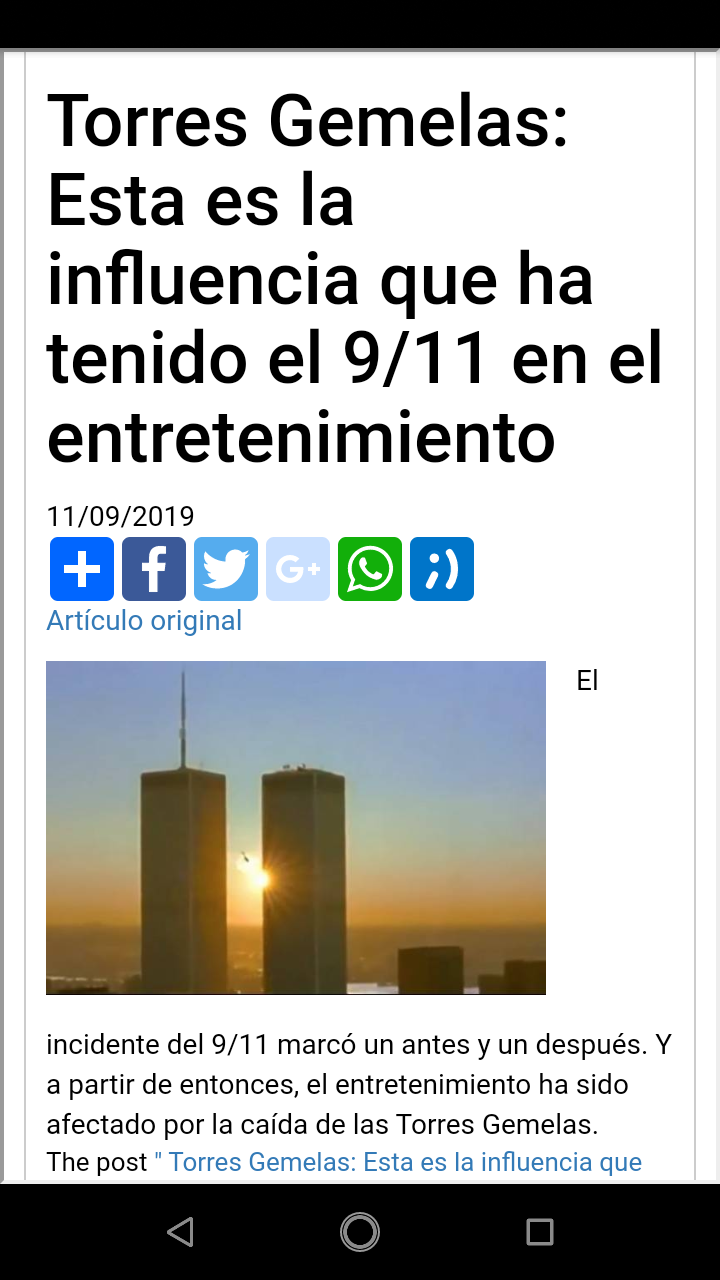 Torres Gemelas:
Esta es la
influencia que ha
tenido el 9/11 en el
entretenimiento
11/09/2019
G+
Artículo original
El
incidente del 9/11 marcó un antes y un después. Y
a partir de entonces, el entretenimiento ha sido
afectado por la caída de las Torres Gemelas.
The post " Torres Gemelas: Esta es la influencia que